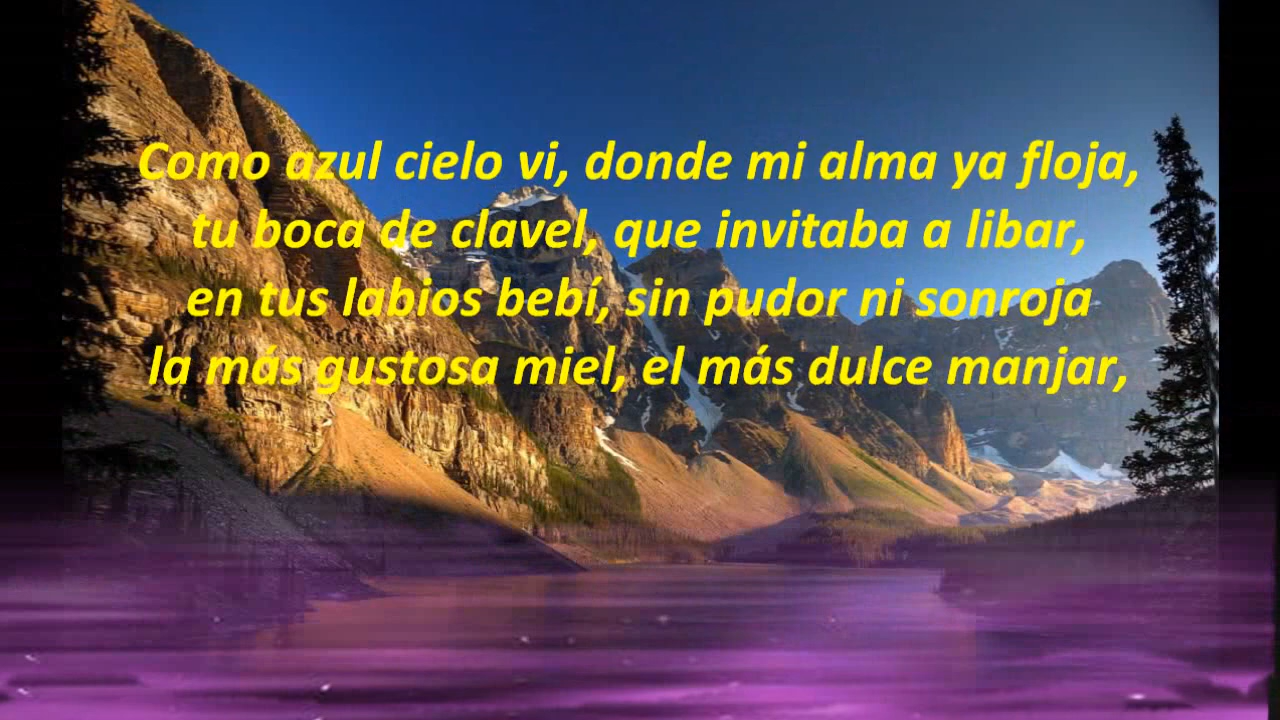 Como azul cielo vi, donde mi alma ya floja,
tu boca de clavel, que invitaba a libar,
en tus labios bebí, sin pudor ni sonroja
la más gustosa miel, el más dulce manjar,